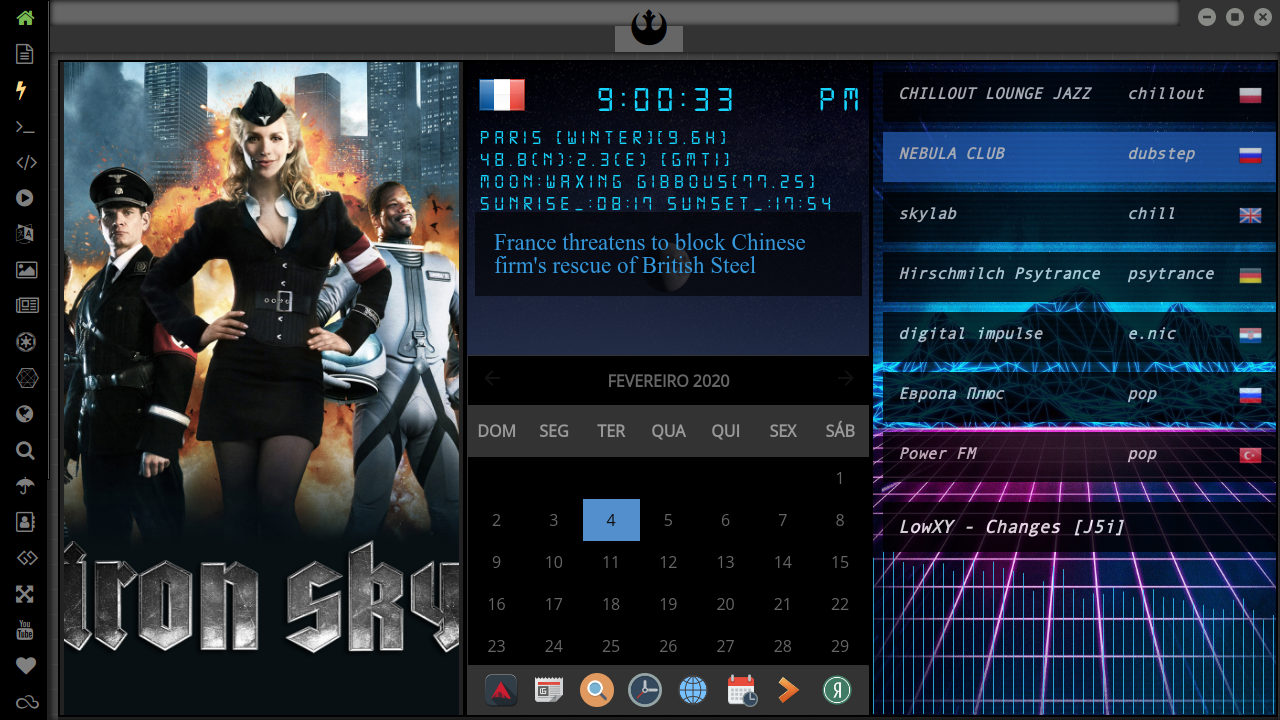 iron sky
9:00:33 PM
PARIS (WINTER)(9.6H)
48.8(N):2.3(E) (GMT1)
MOON:WAXING GIBBOUS(77.25)
SUNRISE_:08:17 SUNSET_:17:54
France threatens to block Chinese
firm's rescue of British Steel
FEVEREIRO 2020
DOM SEG TER QUA QUI SEX SÁB
1
2 3 4 5 6 7 8
9 10 11 12 13 14 15
16 17 18 19 20 21 22
23 24 25 26 27 28 29
CHILLOUT LOUNGE JAZZ chillout
NEBULA CLUB dubstep
skylab chill
Hirschmilch Psytrance psytrance
digital impulse e.nic
Европа Плюс pop
Power FM pop
LowXY - Changes [J5i]
You
Tube
Я